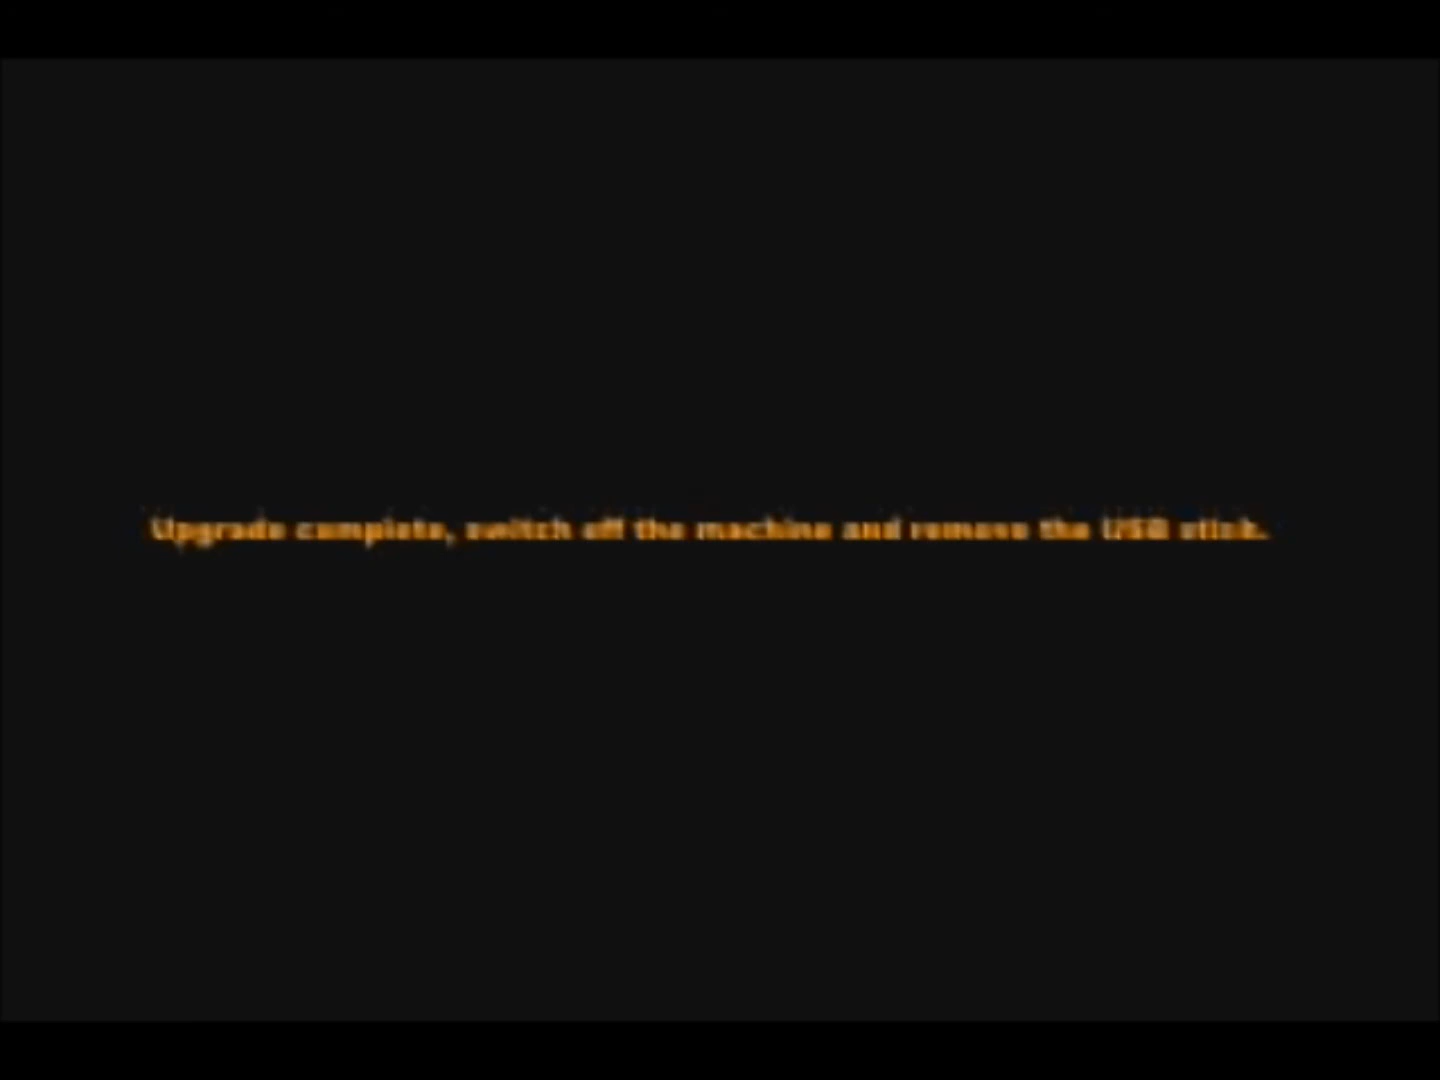 Upgrade complete, switch off the machine and remove the USB stick.